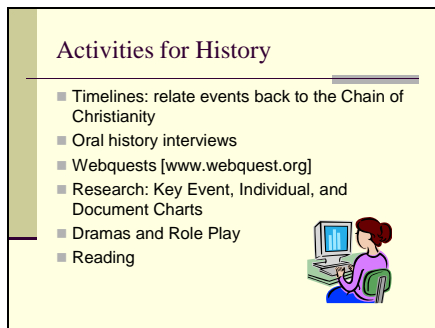 Activities for History
Timelines: relate events back to the Chain of
Christianity
Oral history interviews
Webquests [www.webquest.org]
Research: Key Event, Individual, and
Document Charts
Dramas and Role Play
Reading